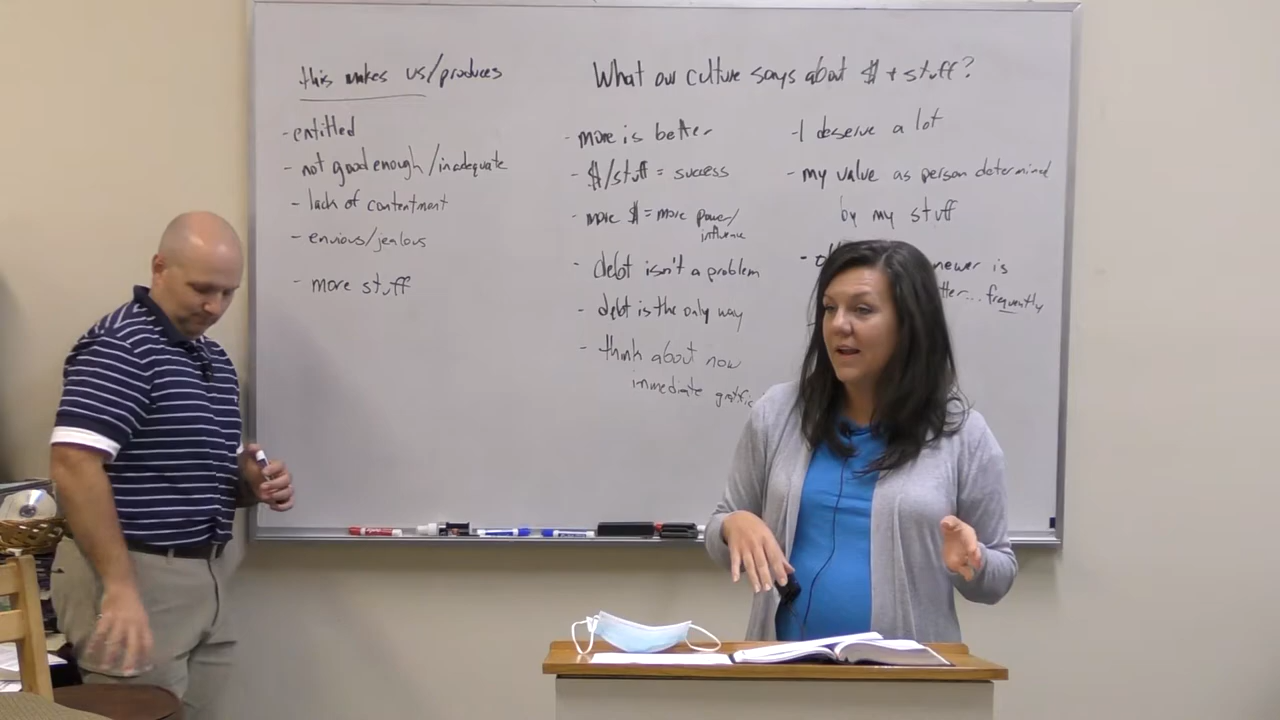 this makes us/produces
- entitled
- not good enough/inadequate
- lack of contentment
- envious/jealous
- more stuff
What our culture says about $ + stuff?
- more is better
- $/stuff = success
- more $ = more power/
influence
- debt isn't a problem
- debt is the only way
- think about now
immediate
- I deserve a lot
- my value as person determined
by my stuff
newer is
frequently